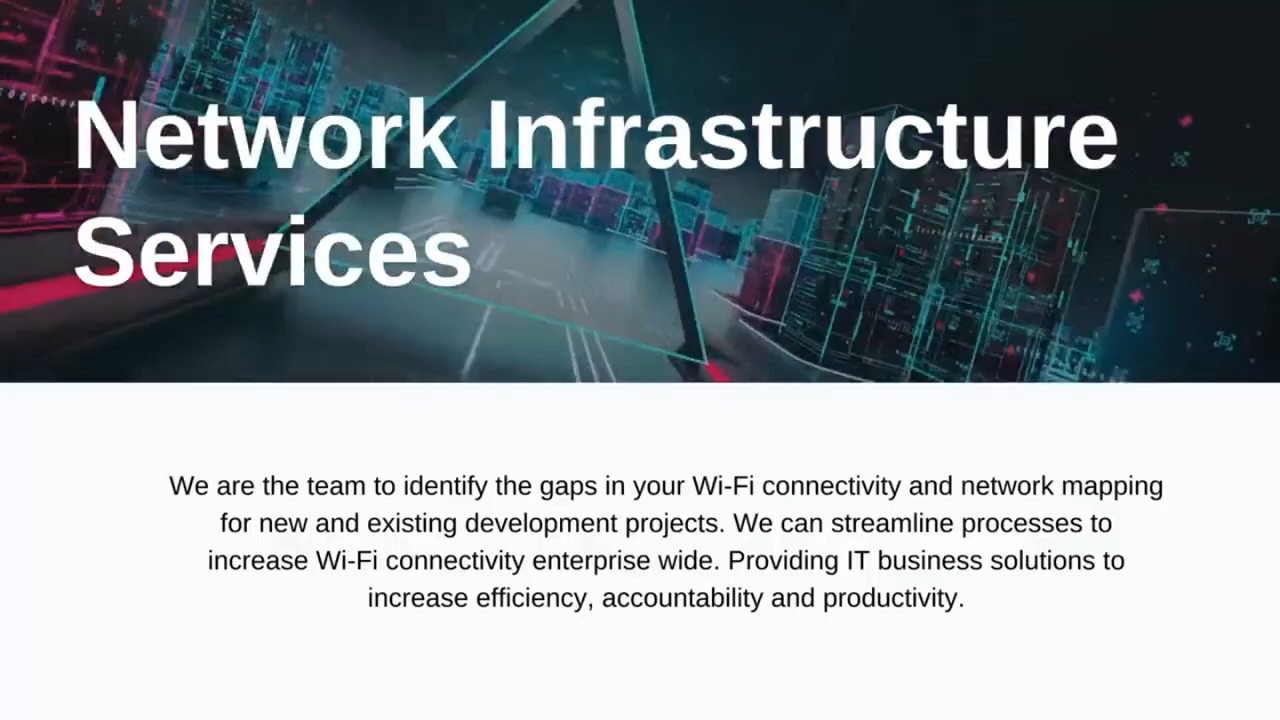 Network Infrastructure
Services
We are the team to identify the gaps in your Wi-Fi connectivity and network mapping
for new and existing development projects. We can streamline processes to
increase Wi-Fi connectivity enterprise wide. Providing IT business solutions to
increase efficiency, accountability and productivity.